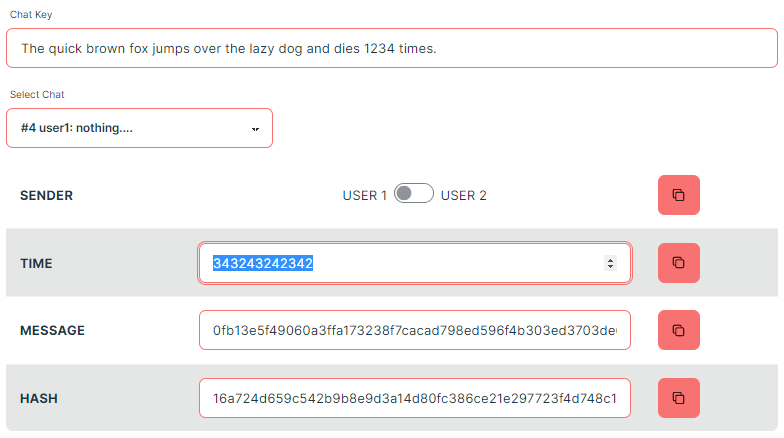 Chat Key
The quick brown fox jumps over the lazy dog and dies 1234 times.
Select Chat
#4 user1: nothing....
SENDER USER 1 USER 2
TIME 343243242342
MESSAGE 0fb13e5f49060a3ffa173238f7cacad798ed596f4b303ed3703de
HASH 16a724d659c542b9b8e9d3a14d80fc386ce21e297723f4d748c1